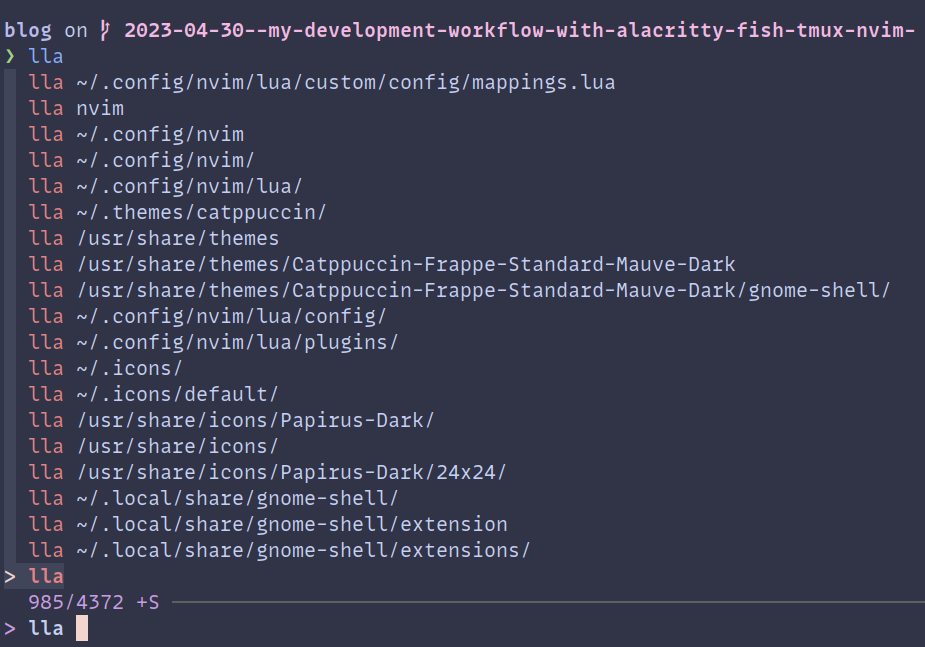 blog on 2023-04-30--my-development-workflow-with-alacritty-fish-tmux-nvim-
❯ lla
lla ~/.config/nvim/lua/custom/config/mappings.lua
lla nvim
lla ~/.config/nvim
lla ~/.config/nvim/
lla ~/.config/nvim/lua/
lla ~/.themes/catppuccin/
lla /usr/share/themes
lla /usr/share/themes/Catppuccin-Frappe-Standard-Mauve-Dark
lla /usr/share/themes/Catppuccin-Frappe-Standard-Mauve-Dark/gnome-shell/
lla ~/.config/nvim/lua/config/
lla ~/.config/nvim/lua/plugins/
lla ~/.icons/
lla ~/.icons/default/
lla /usr/share/icons/Papirus-Dark/
lla /usr/share/icons/
lla /usr/share/icons/Papirus-Dark/24x24/
lla ~/.local/share/gnome-shell/
lla ~/.local/share/gnome-shell/extension
lla ~/.local/share/gnome-shell/extensions/
> lla
985/4372 +S
> lla